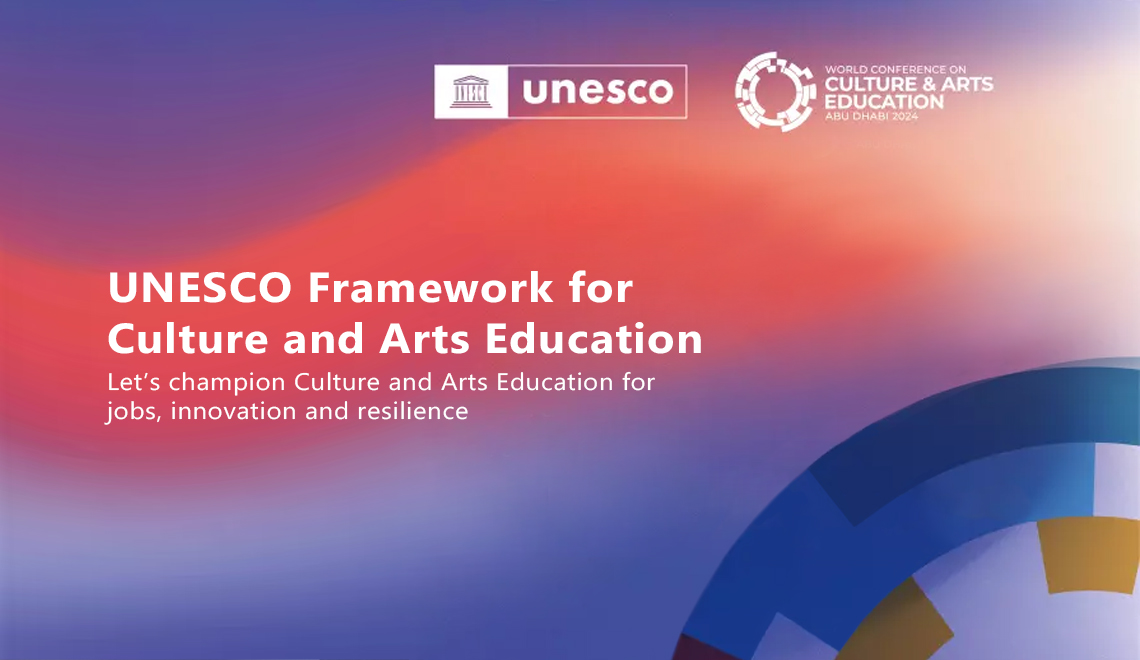 unesco
WORLD CONFERENCE ON
CULTURE & ARTS
EDUCATION
ABU DHABI 2024
UNESCO Framework for
Culture and Arts Education
Let’s champion Culture and Arts Education for
jobs, innovation and resilience